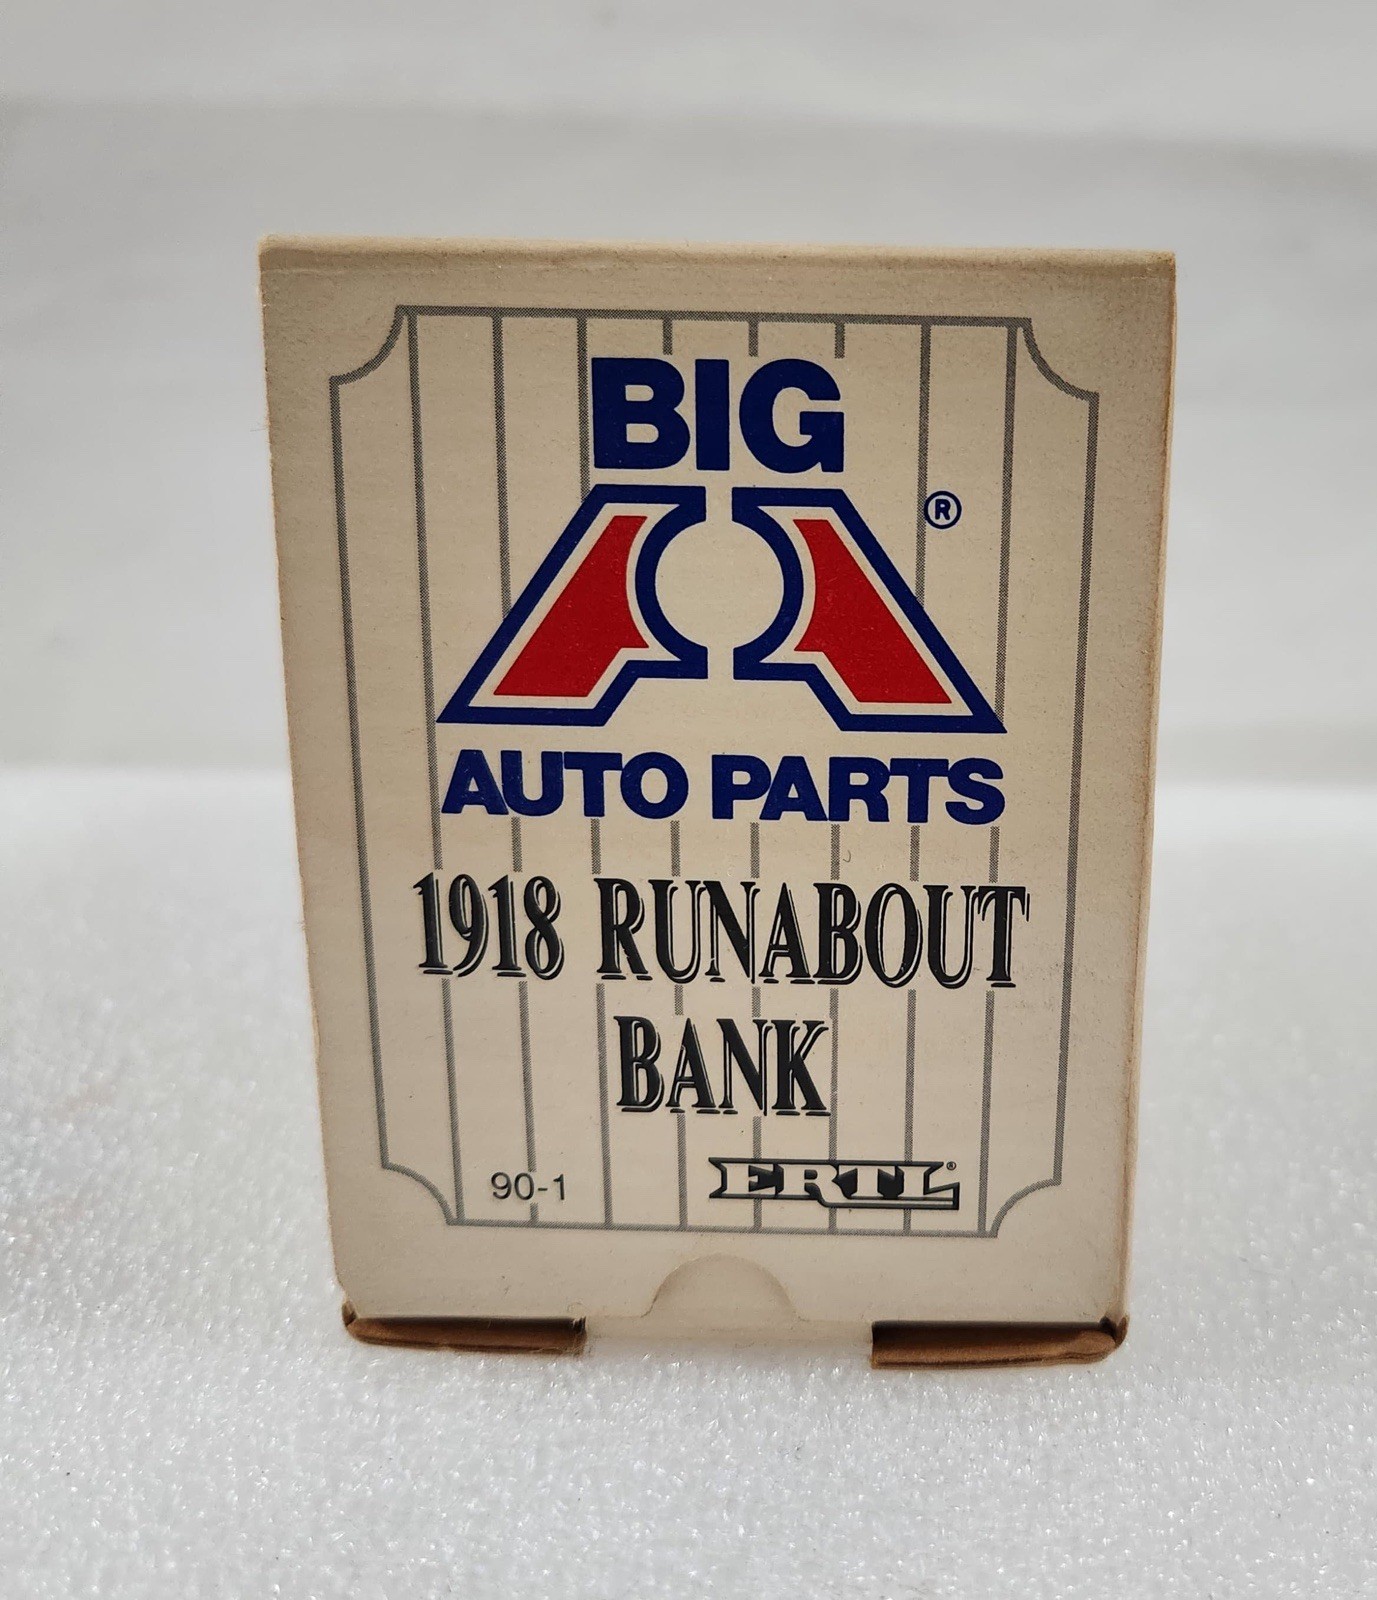 BIG
A ®
AUTO PARTS
1918 RUNABOUT
BANK
90-1 ERTL®